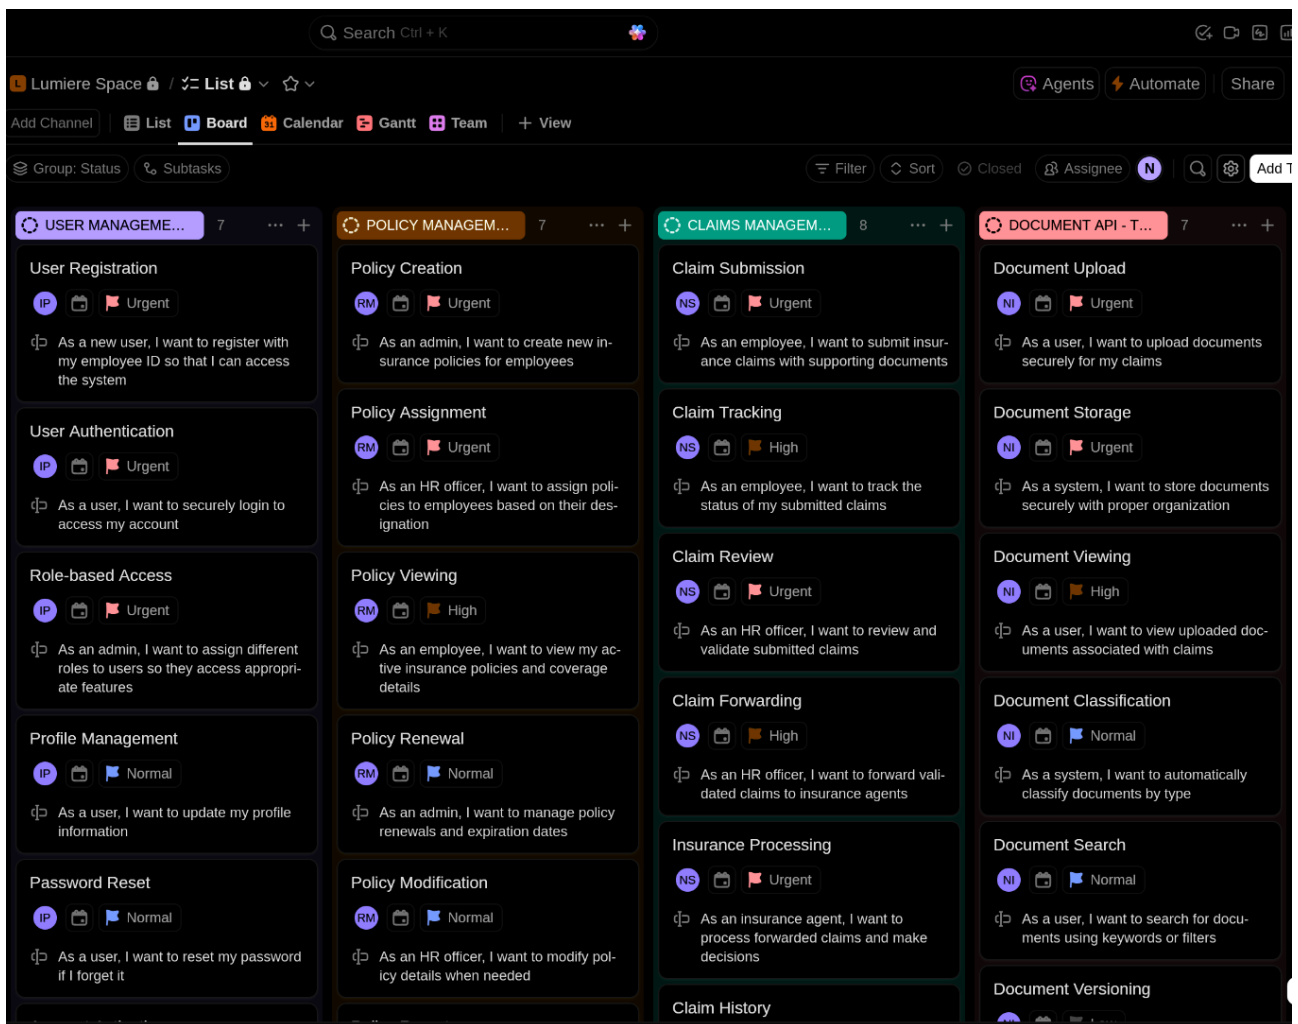 Search Ctrl + K
L Lumiere Space / List
Agents Automate Share
Add Channel List Board 31 Calendar Gantt Team + View
Group: Status Subtasks Filter Sort Closed Assignee N Add T
USER MANAGEME... 7 ... +
User Registration
IP Urgent
As a new user, I want to register with
my employee ID so that I can access
the system
User Authentication
IP Urgent
As a user, I want to securely login to
access my account
Role-based Access
IP Urgent
As an admin, I want to assign different
roles to users so they access appropri-
ate features
Profile Management
IP Normal
As a user, I want to update my profile
information
Password Reset
IP Normal
As a user, I want to reset my password
if I forget it
POLICY MANAGEM... 7 ... +
Policy Creation
RM Urgent
As an admin, I want to create new in-
surance policies for employees
Policy Assignment
RM Urgent
As an HR officer, I want to assign poli-
cies to employees based on their des-
ignation
Policy Viewing
RM High
As an employee, I want to view my ac-
tive insurance policies and coverage
details
Policy Renewal
RM Normal
As an admin, I want to manage policy
renewals and expiration dates
Policy Modification
RM Normal
As an HR officer, I want to modify pol-
icy details when needed
CLAIMS MANAGEM... 8 ... +
Claim Submission
NS Urgent
As an employee, I want to submit insur-
ance claims with supporting documents
Claim Tracking
NS High
As an employee, I want to track the
status of my submitted claims
Claim Review
NS Urgent
As an HR officer, I want to review and
validate submitted claims
Claim Forwarding
NS High
As an HR officer, I want to forward vali-
dated claims to insurance agents
Insurance Processing
NS Urgent
As an insurance agent, I want to
process forwarded claims and make
decisions
Claim History
DOCUMENT API - T... 7 ... +
Document Upload
NI Urgent
As a user, I want to upload documents
securely for my claims
Document Storage
NI Urgent
As a system, I want to store documents
securely with proper organization
Document Viewing
NI High
As a user, I want to view uploaded doc-
uments associated with claims
Document Classification
NI Normal
As a system, I want to automatically
classify documents by type
Document Search
NI Normal
As a user, I want to search for docu-
ments using keywords or filters
Document Versioning